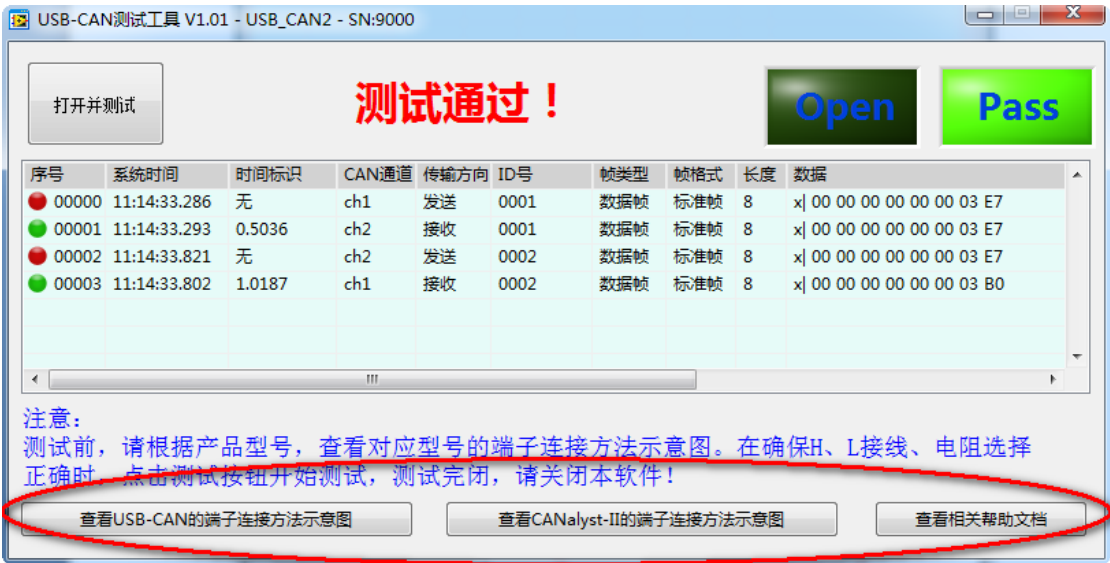 USB-CAN测试工具 V1.01 - USB_CAN2 - SN:9000
打开并测试
测试通过！
Open
Pass
序号 系统时间 时间标识 CAN通道 传输方向 ID号 帧类型 帧格式 长度 数据
00000 11:14:33.286 无 ch1 发送 0001 数据帧 标准帧 8 x| 00 00 00 00 00 00 03 E7
00001 11:14:33.293 0.5036 ch2 接收 0001 数据帧 标准帧 8 x| 00 00 00 00 00 00 03 E7
00002 11:14:33.821 无 ch2 发送 0002 数据帧 标准帧 8 x| 00 00 00 00 00 00 03 E7
00003 11:14:33.802 1.0187 ch1 接收 0002 数据帧 标准帧 8 x| 00 00 00 00 00 00 03 B0
注意：
测试前，请根据产品型号，查看对应型号的端子连接方法示意图。在确保H、L接线、电阻选择
正确时，点击测试按钮开始测试，测试完闭，请关闭本软件！
查看USB-CAN的端子连接方法示意图
查看CANalyst-II的端子连接方法示意图
查看相关帮助文档